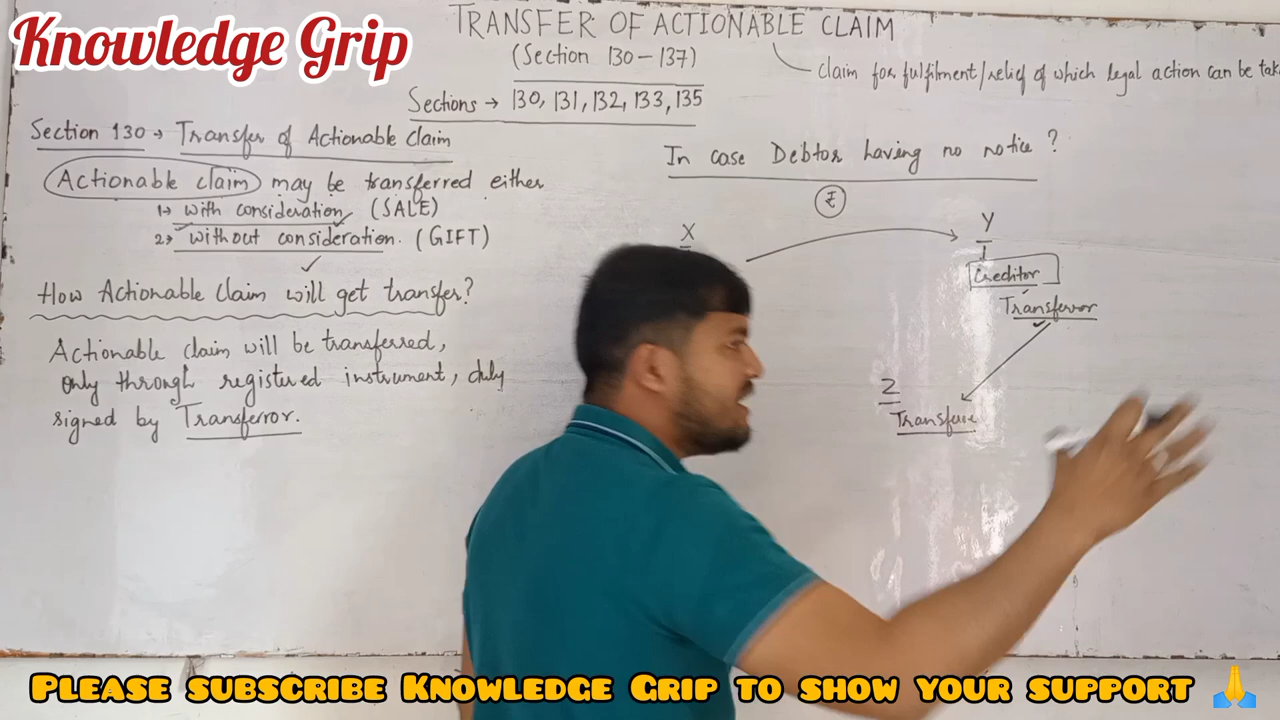 Knowledge Grip
TRANSFER OF ACTIONABLE CLAIM
(Section 130-137)
claim for fulfilment/relief of which legal action can be
Sections → 130, 131, 132, 133, 135
Section 130 → Transfer of Actionable claim
Actionable claim may be transferred either
1→ with consideration (SALE)
2→ without consideration. (GIFT)
How Actionable Claim will get transfer?
Actionable claim will be transferred,
only through registered instrument, duly
signed by Transferror.
In case Debtor having no notice ?
₹
X
Y
Creditor
Transferror
Z
Please subscribe Knowledge Grip to show your support 🙏